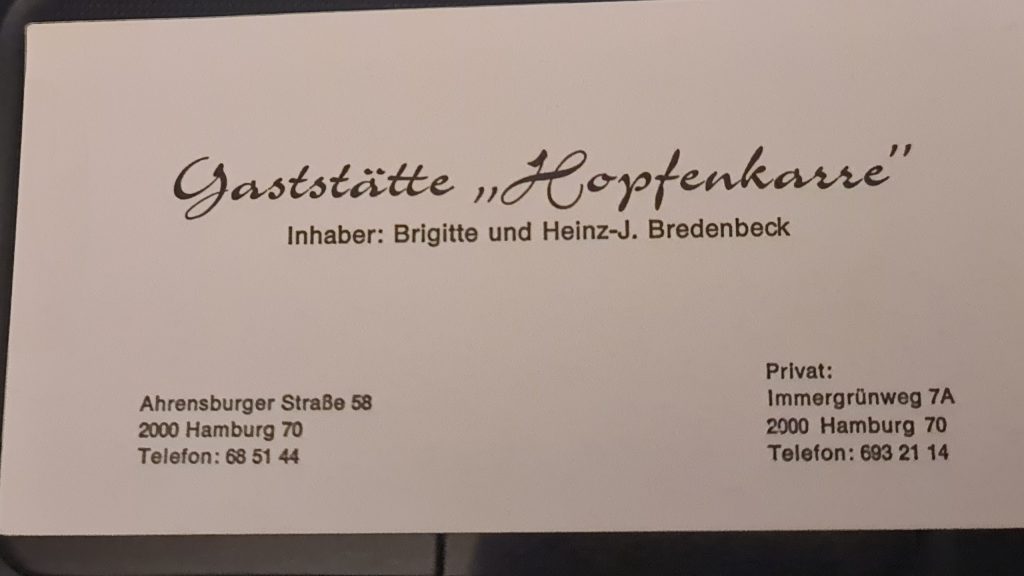 Gaststätte „Hopfenkarre”
Inhaber: Brigitte und Heinz-J. Bredenbeck
Ahrensburger Straße 58
2000 Hamburg 70
Telefon: 68 51 44
Privat:
Immergrünweg 7A
2000 Hamburg 70
Telefon: 693 21 14